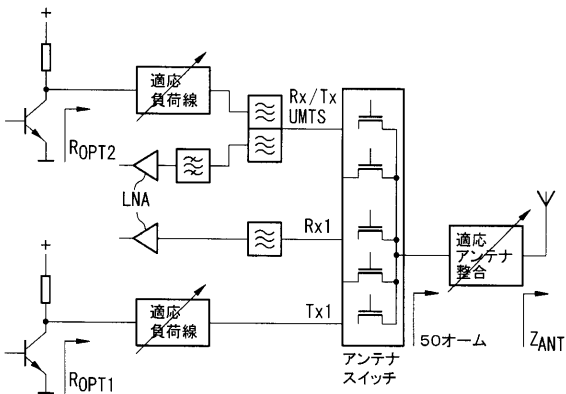 +
適応
負荷線
Rx/Tx
UMTS
ROPT2
LNA
Rx1
+
適応
アンテナ
整合
適応
負荷線
Tx1
50オーム
ZANT
ROPT1
アンテナ
スイッチ